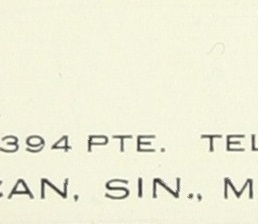 394 PTE. TEL
CAN, SIN., M